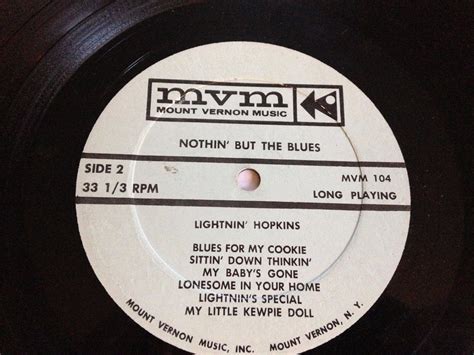 mvm
MOUNT VERNON MUSIC
NOTHIN' BUT THE BLUES
SIDE 2
33 1/3 RPM
MVM 104
LONG PLAYING
LIGHTNIN' HOPKINS
BLUES FOR MY COOKIE
SITTIN' DOWN THINKIN'
MY BABY'S GONE
LONESOME IN YOUR HOME
LIGHTNIN'S SPECIAL
MY LITTLE KEWPIE DOLL
MOUNT VERNON MUSIC, INC. MOUNT VERNON, N. Y.